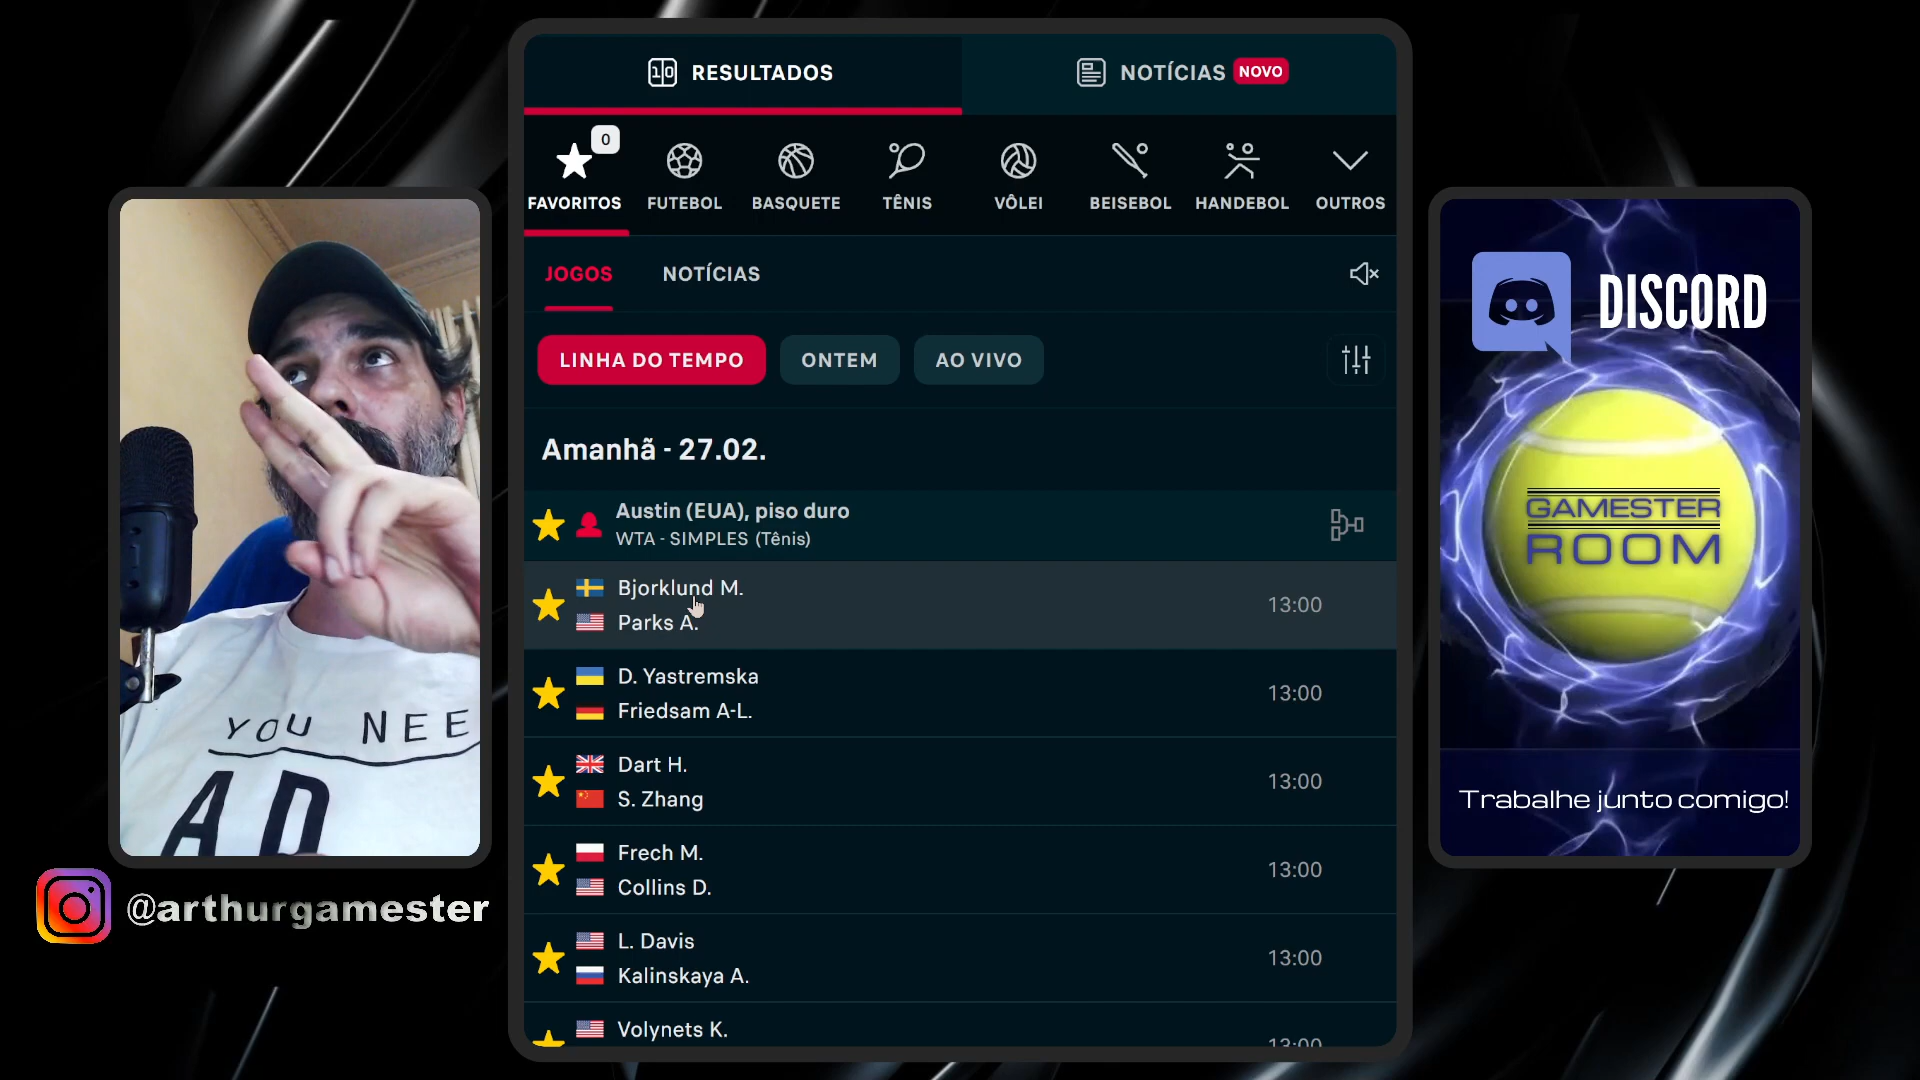 RESULTADOS
NOTÍCIAS NOVO
0
FAVORITOS
FUTEBOL
BASQUETE
TÊNIS
VÔLEI
BEISEBOL
HANDEBOL
OUTROS
JOGOS
NOTÍCIAS
LINHA DO TEMPO
ONTEM
AO VIVO
Amanhã - 27.02.
Austin (EUA), piso duro
WTA - SIMPLES (Tênis)
Bjorklund M.
Parks A.
13:00
D. Yastremska
Friedsam A-L.
13:00
Dart H.
S. Zhang
13:00
Frech M.
Collins D.
13:00
L. Davis
Kalinskaya A.
13:00
Volynets K.
13:00
YOU NEE
AD
@arthurgamester
DISCORD
GAMESTER
ROOM
Trabalhe junto comigo!